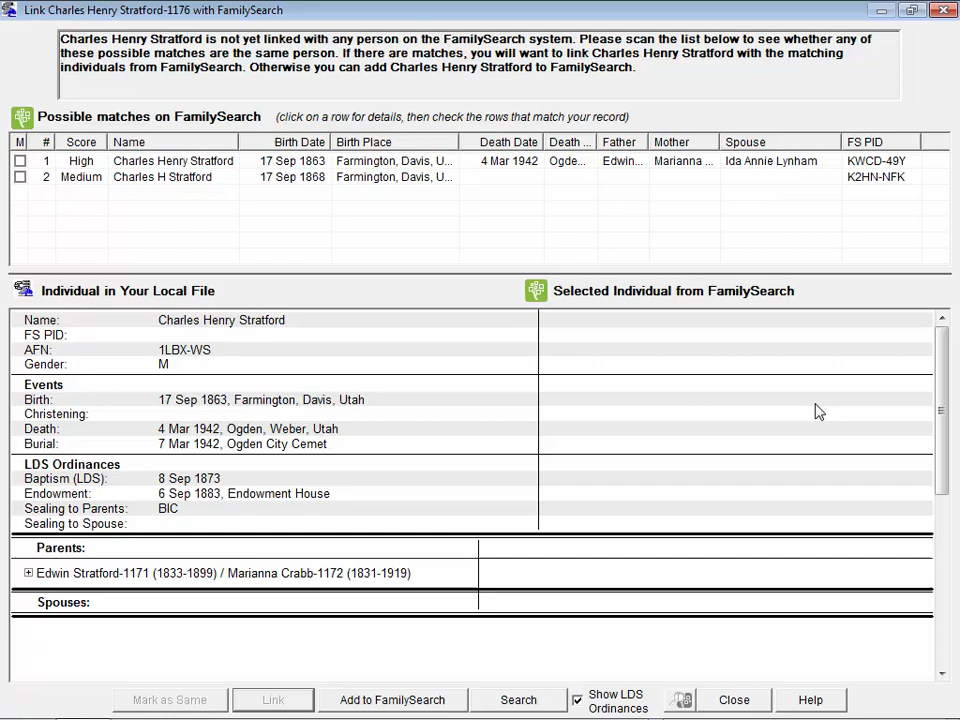 Link Charles Henry Stratford-1176 with FamilySearch
Charles Henry Stratford is not yet linked with any person on the FamilySearch system. Please scan the list below to see whether any of
these possible matches are the same person. If there are matches, you will want to link Charles Henry Stratford with the matching
individuals from FamilySearch. Otherwise you can add Charles Henry Stratford to FamilySearch.
Possible matches on FamilySearch (click on a row for details, then check the rows that match your record)
M # Score Name Birth Date Birth Place Death Date Death ... Father Mother Spouse FS PID
1 High Charles Henry Stratford 17 Sep 1863 Farmington, Davis, U... 4 Mar 1942 Ogde... Edwin... Marianna ... Ida Annie Lynham KWCD-49Y
2 Medium Charles H Stratford 17 Sep 1868 Farmington, Davis, U... K2HN-NFK
Individual in Your Local File Selected Individual from FamilySearch
Name: Charles Henry Stratford
FS PID:
AFN: 1LBX-WS
Gender: M
Events
Birth: 17 Sep 1863, Farmington, Davis, Utah
Christening:
Death: 4 Mar 1942, Ogden, Weber, Utah
Burial: 7 Mar 1942, Ogden City Cemet
LDS Ordinances
Baptism (LDS): 8 Sep 1873
Endowment: 6 Sep 1883, Endowment House
Sealing to Parents: BIC
Sealing to Spouse:
Parents:
Edwin Stratford-1171 (1833-1899) / Marianna Crabb-1172 (1831-1919)
Spouses:
Mark as Same Link Add to FamilySearch Search Show LDS Ordinances Close Help